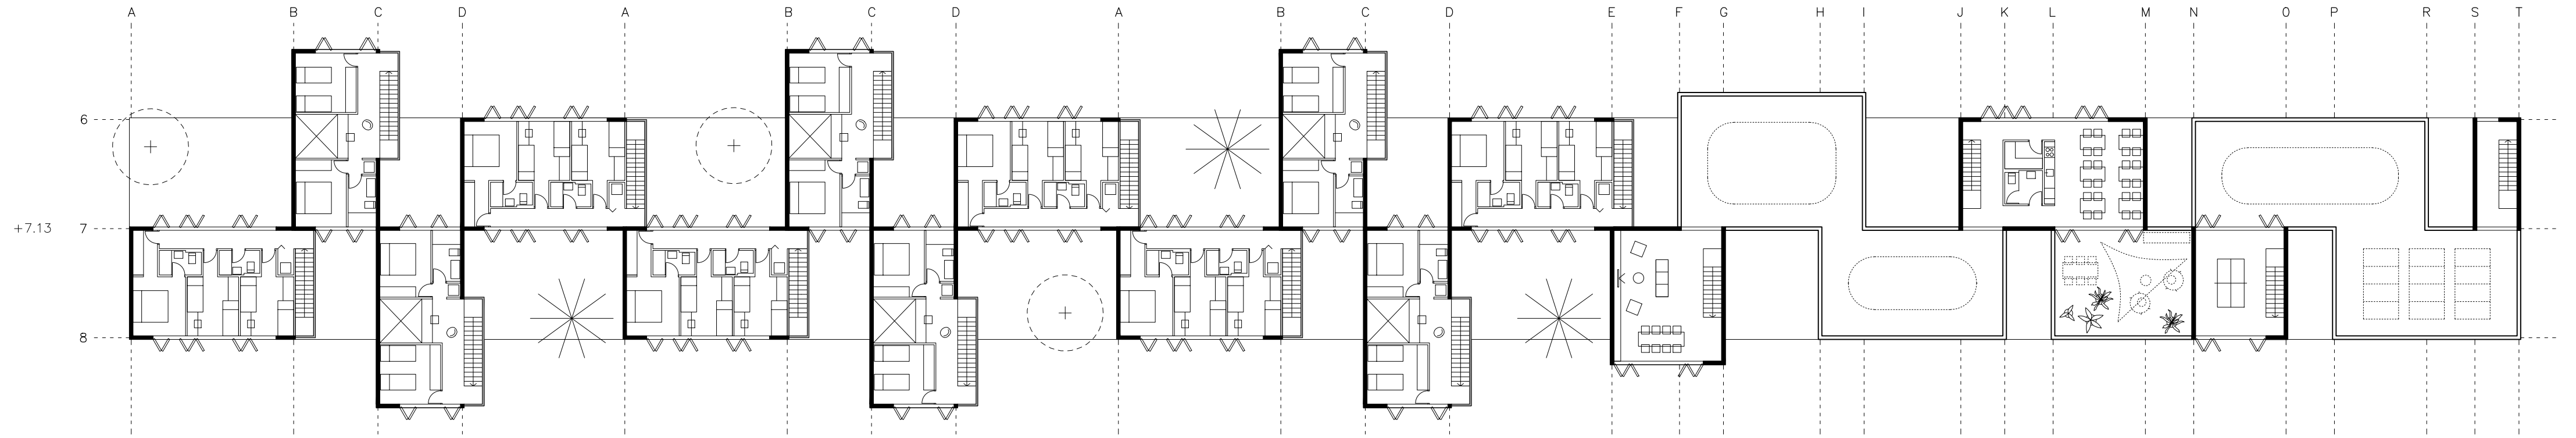 A B C D A B C D A B C D E F G H I J K L M N O P R S T
6
+7.13 7
8